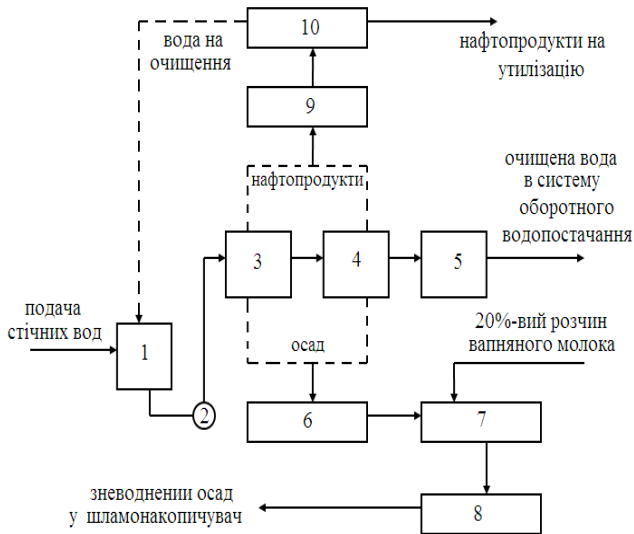 10
вода на
очищення
нафтопродукти на
утилізацію
9
нафтопродукти
очищена вода
в систему
оборотного
водопостачання
3
4
5
подача
стічних вод
1
2
осад
20%-вий розчин
вапняного молока
6
7
зневоднении осад
у шламонакопичувач
8